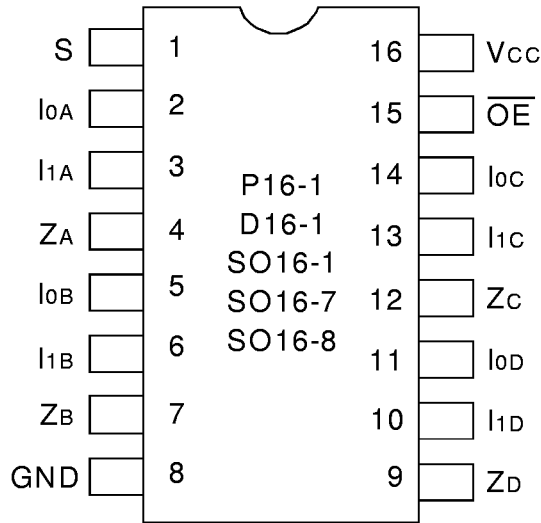 S 1 16 VCC
I0A 2 15 O̅E̅
I1A 3 14 I0C
ZA 4 13 I1C
I0B 5 12 ZC
I1B 6 11 I0D
ZB 7 10 I1D
GND 8 9 ZD
P16-1
D16-1
SO16-1
SO16-7
SO16-8